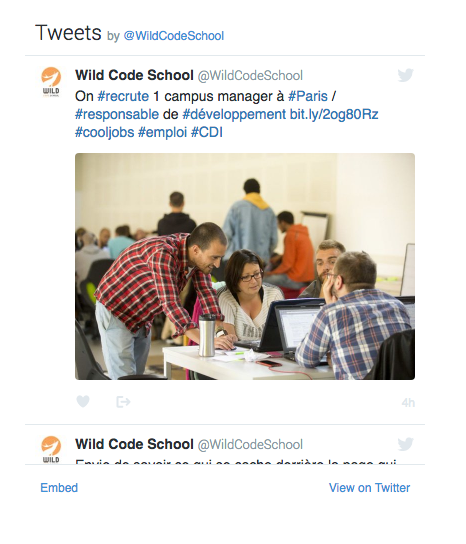 Tweets by @WildCodeSchool
WILD
Wild Code School @WildCodeSchool
On #recrute 1 campus manager à #Paris /
#responsable de #développement bit.ly/2og80Rz
#cooljobs #emploi #CDI
4h
WILD
Wild Code School @WildCodeSchool
Envie de savoir ce qui se cache derrière la page qui
Embed View on Twitter